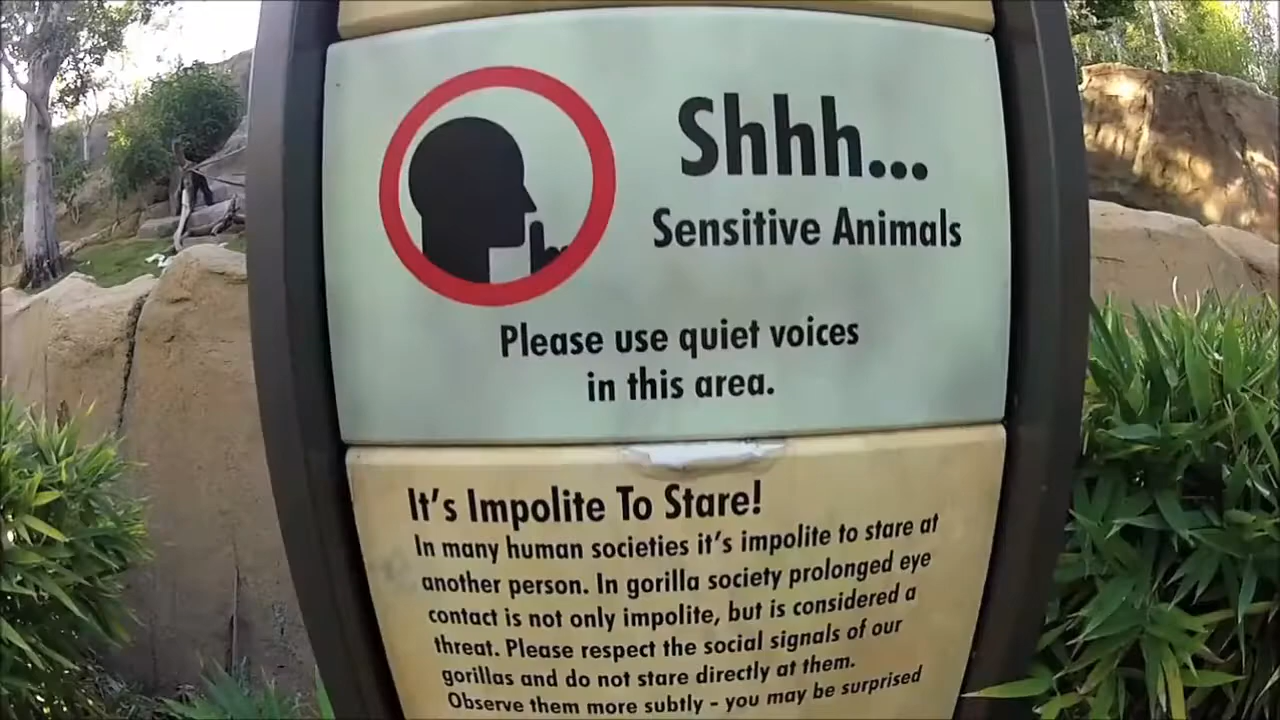 Shhh...
Sensitive Animals
Please use quiet voices
in this area.
It's Impolite To Stare!
In many human societies it's impolite to stare at
another person. In gorilla society prolonged eye
contact is not only impolite, but is considered a
threat. Please respect the social signals of our
gorillas and do not stare directly at them.
Observe them more subtly - you may be surprised